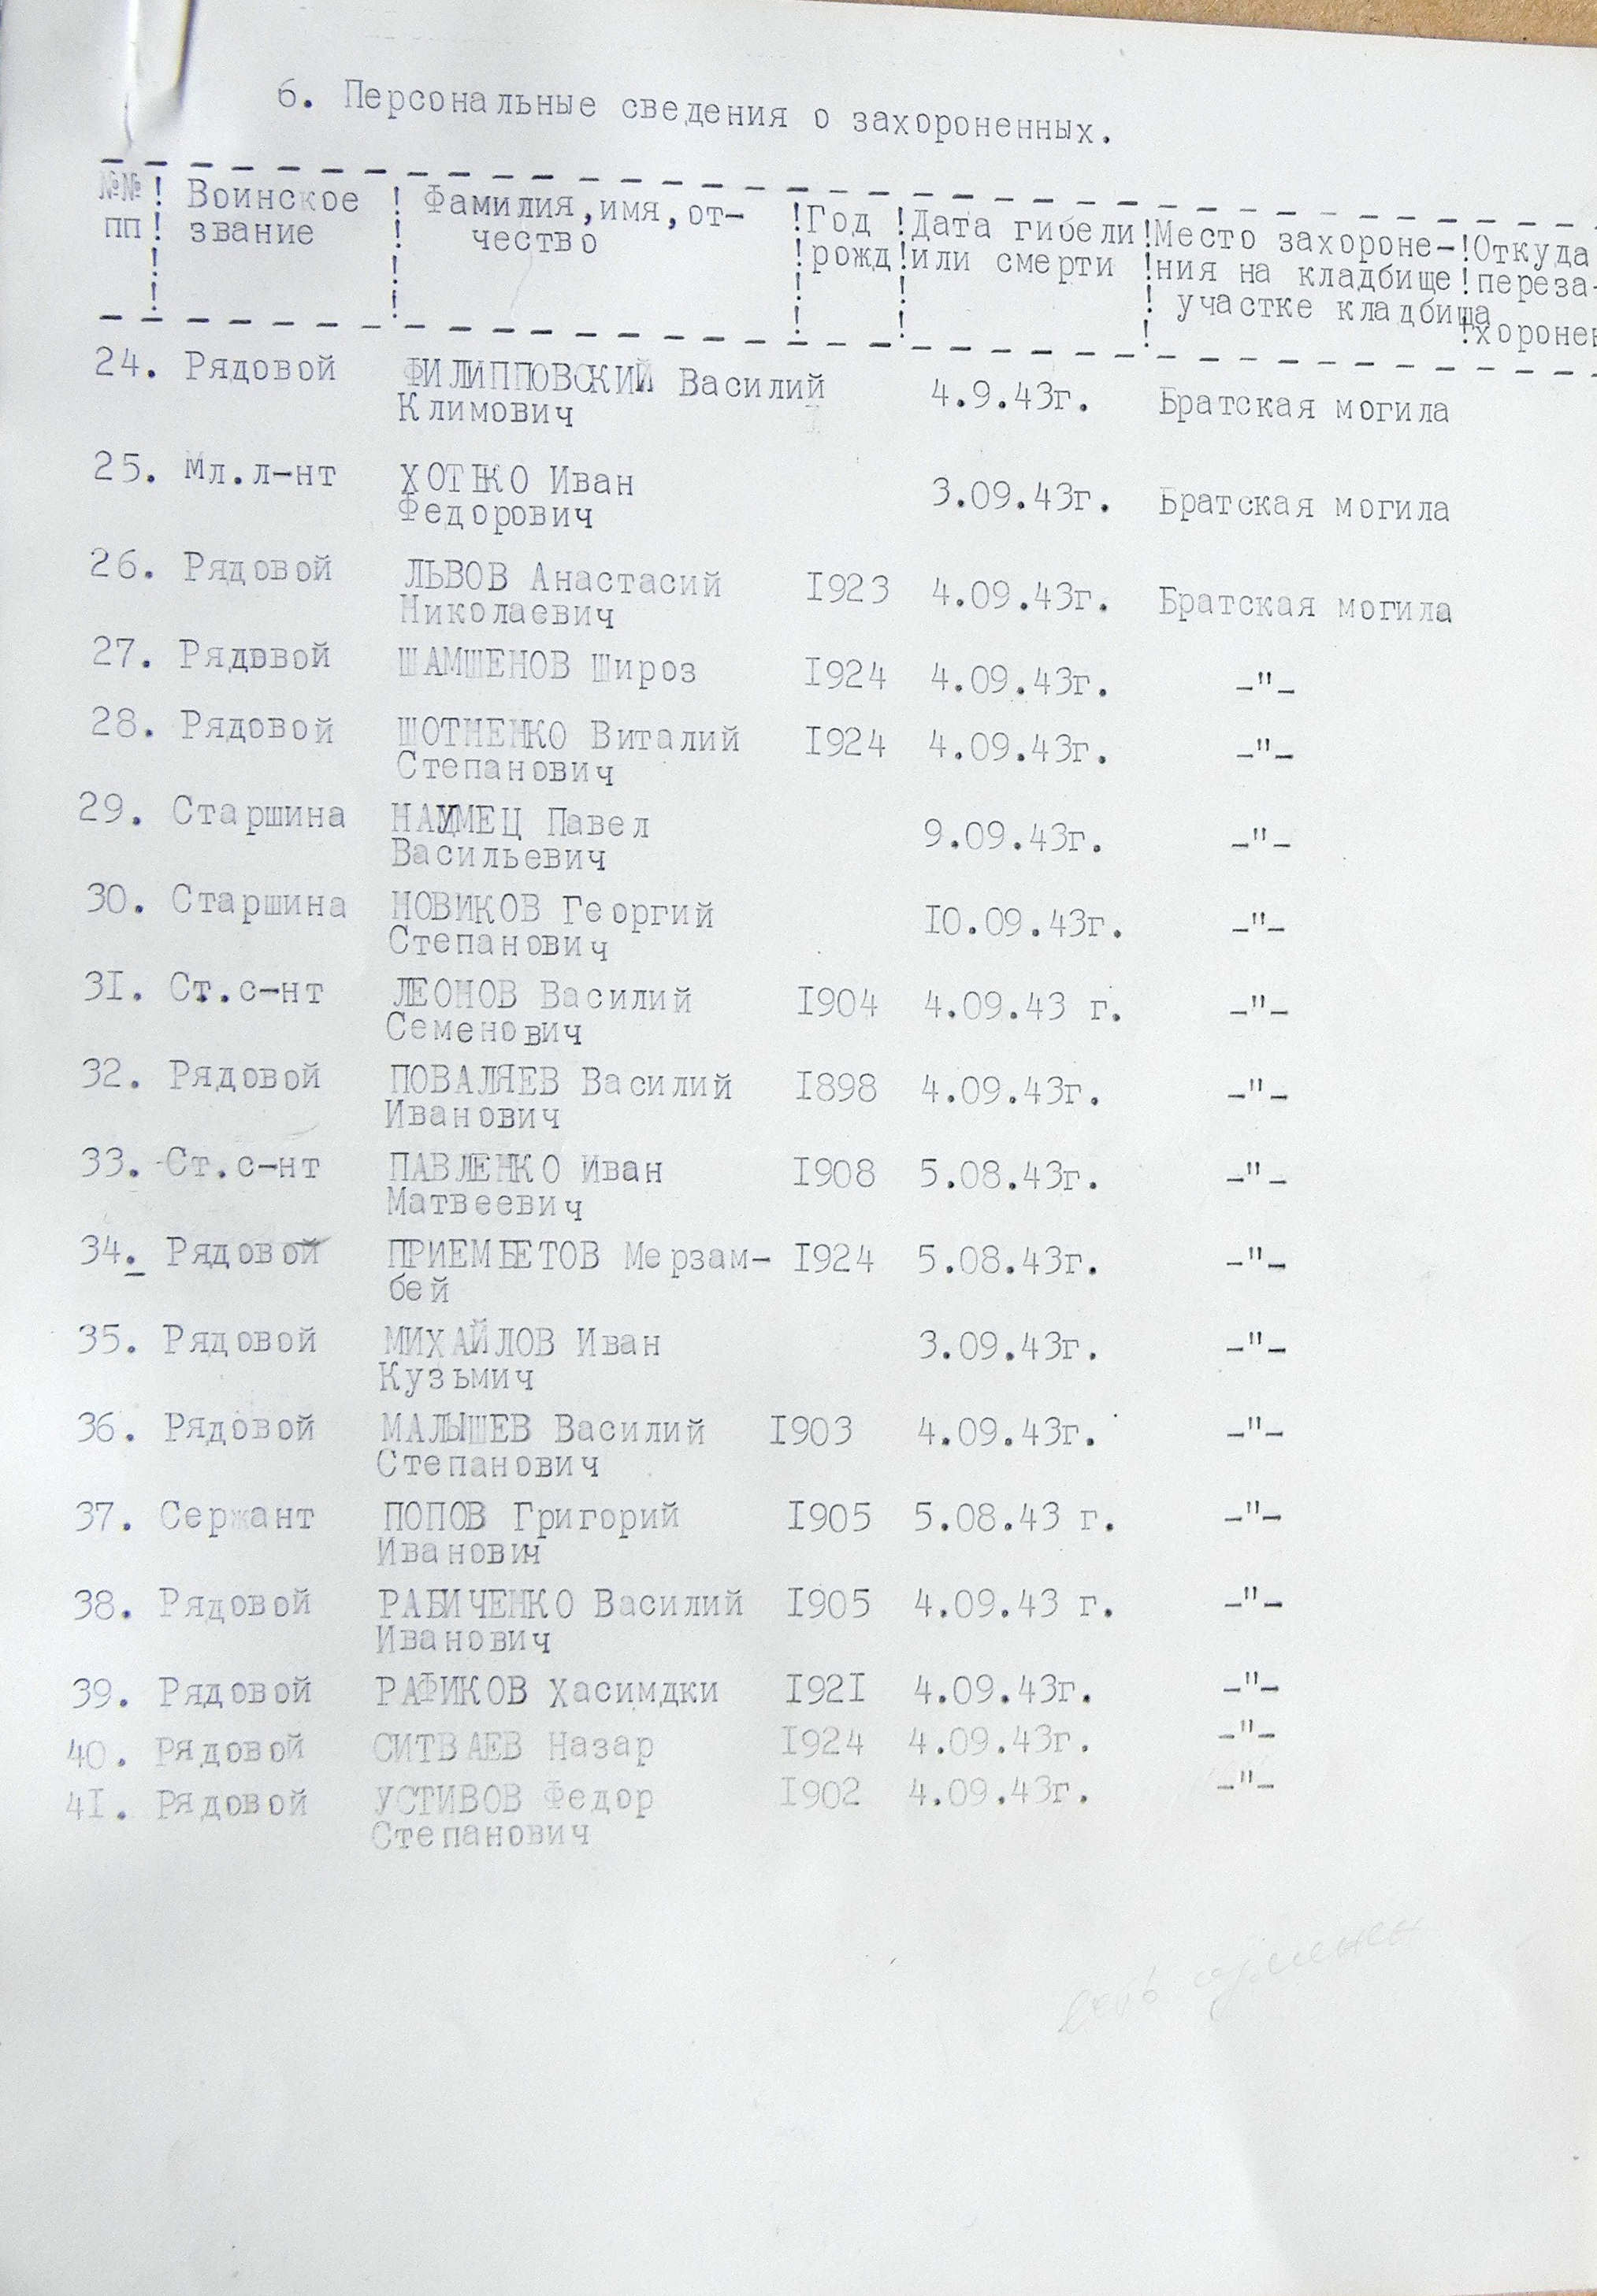 6. Персональные сведения о захороненных.
№№ ! Воинское ! Фамилия,имя,от- !Год !Дата гибели !Место захороне- !Откуда
пп ! звание ! чество !рожд !или смерти !ния на кладбище !переза-
! ! ! ! ! участке кладбища !хоронен
24. Рядовой ФИЛИППОВСКИЙ Василий 4.9.43г. Братская могила
Климович
25. Мл.л-нт Иван 3.09.43г. Братская могила
Федорович
26. Рядовой ЛЬВОВ Анастасий I923 4.09.43г. Братская могила
Николаевич
27. Рядовой ШАМШЕНОВ Широз I924 4.09.43г. -"-
28. Рядовой ШОТНЕНКО Виталий I924 4.09.43г. -"-
Степанович
29. Старшина Павел 9.09.43г. -"-
Васильевич
30. Старшина НОВИКОВ Георгий I0.09.43г. -"-
Степанович
3I. Ст.с-нт ЛЕОНОВ Василий I904 4.09.43 г. -"-
Семенович
32. Рядовой ПОВАЛЯЕВ Василий I898 4.09.43г. -"-
Иванович
33. Ст.с-нт ПАВЛЕНКО Иван I908 5.08.43г. -"-
Матвеевич
34. Рядовой ПРИЕМБЕТОВ Мерзам- I924 5.08.43г. -"-
бей
35. Рядовой МИХАЙЛОВ Иван 3.09.43г. -"-
Кузьмич
36. Рядовой МАЛЫШЕВ Василий I903 4.09.43г. -"-
Степанович
37. Сержант ПОПОВ Григорий I905 5.08.43 г. -"-
Иванович
38. Рядовой РАБИЧЕНКО Василий I905 4.09.43 г. -"-
Иванович
39. Рядовой РАФИКОВ Хасимдки I92I 4.09.43г. -"-
40. Рядовой СИТВАЕВ Назар I924 4.09.43г. -"-
4I. Рядовой УСТИВОВ Федор I902 4.09.43г. -"-
Степанович